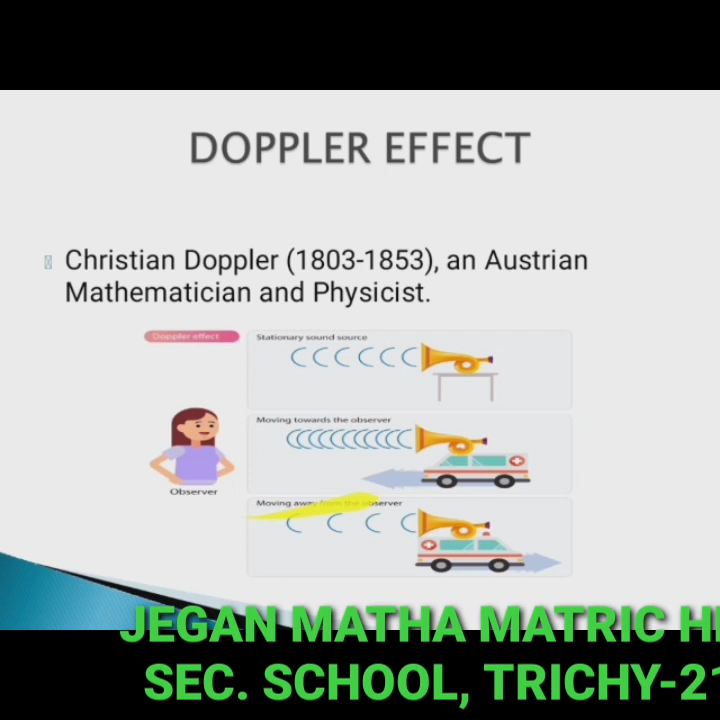 DOPPLER EFFECT
Christian Doppler (1803-1853), an Austrian
Mathematician and Physicist.
Doppler effect
Stationary sound source
Moving towards the observer
Observer
Moving away from the observer
JEGAN MATHA MATRIC
SEC. SCHOOL, TRICHY-21